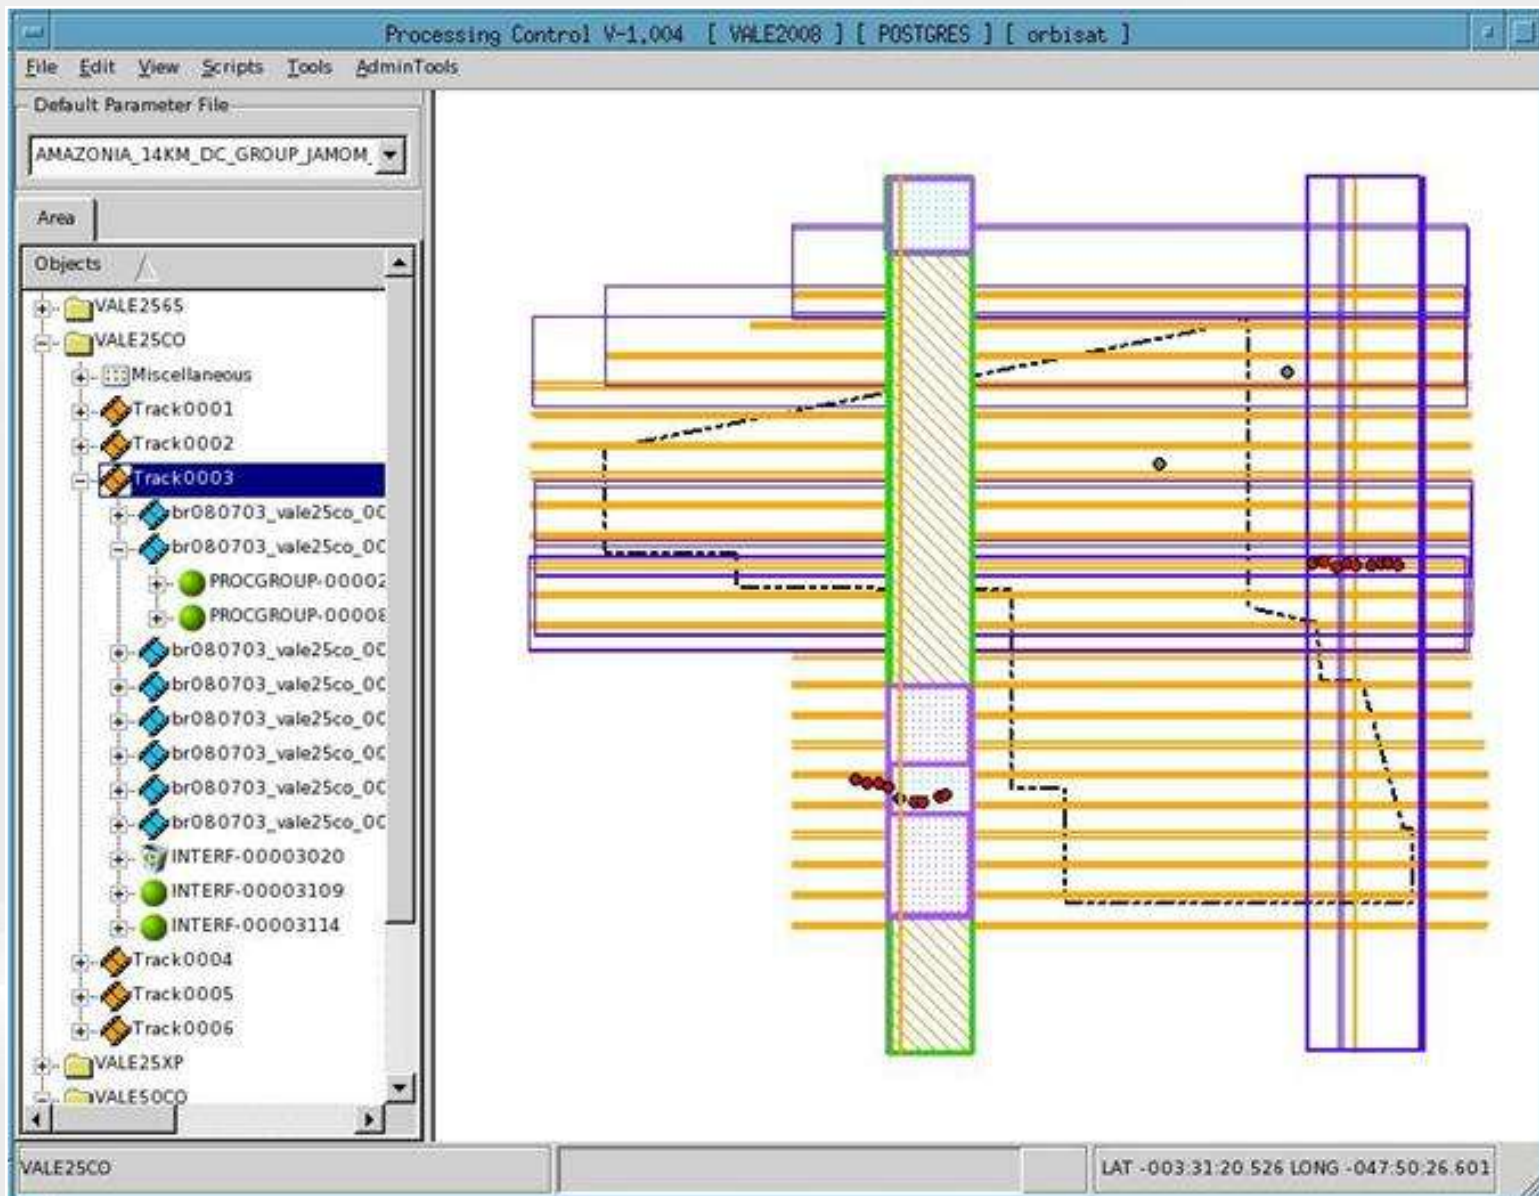 Processing Control V-1.004 [ VALE2008 ] [ POSTGRES ] [ orbisat ]
File Edit View Scripts Tools AdminTools
Default Parameter File
AMAZONIA_14KM_DC_GROUP_JAMOM_
Area
Objects
VALE2565
VALE25CO
Miscellaneous
Track0001
Track0002
Track0003
br080703_vale25co_0C
br080703_vale25co_0C
PROCGROUP-00002
PROCGROUP-00008
br080703_vale25co_0C
br080703_vale25co_0C
br080703_vale25co_0C
br080703_vale25co_0C
br080703_vale25co_0C
br080703_vale25co_0C
INTERF-00003020
INTERF-00003109
INTERF-00003114
Track0004
Track0005
Track0006
VALE25XP
VALE50CO
VALE25CO
LAT -003:31:20 526 LONG -047:50:26.601